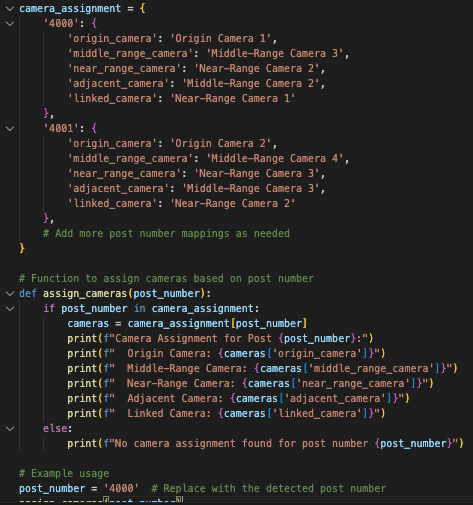 camera_assignment = {
    '4000': {
        'origin_camera': 'Origin Camera 1',
        'middle_range_camera': 'Middle-Range Camera 3',
        'near_range_camera': 'Near-Range Camera 2',
        'adjacent_camera': 'Middle-Range Camera 2',
        'linked_camera': 'Near-Range Camera 1'
    },
    '4001': {
        'origin_camera': 'Origin Camera 2',
        'middle_range_camera': 'Middle-Range Camera 4',
        'near_range_camera': 'Near-Range Camera 3',
        'adjacent_camera': 'Middle-Range Camera 3',
        'linked_camera': 'Near-Range Camera 2'
    },
    # Add more post number mappings as needed
}

# Function to assign cameras based on post number
def assign_cameras(post_number):
    if post_number in camera_assignment:
        cameras = camera_assignment[post_number]
        print(f"Camera Assignment for Post {post_number}:")
        print(f"  Origin Camera: {cameras['origin_camera']}")
        print(f"  Middle-Range Camera: {cameras['middle_range_camera']}")
        print(f"  Near-Range Camera: {cameras['near_range_camera']}")
        print(f"  Adjacent Camera: {cameras['adjacent_camera']}")
        print(f"  Linked Camera: {cameras['linked_camera']}")
    else:
        print(f"No camera assignment found for post number {post_number}")

# Example usage
post_number = '4000'  # Replace with the detected post number
assign_cameras(post_number)